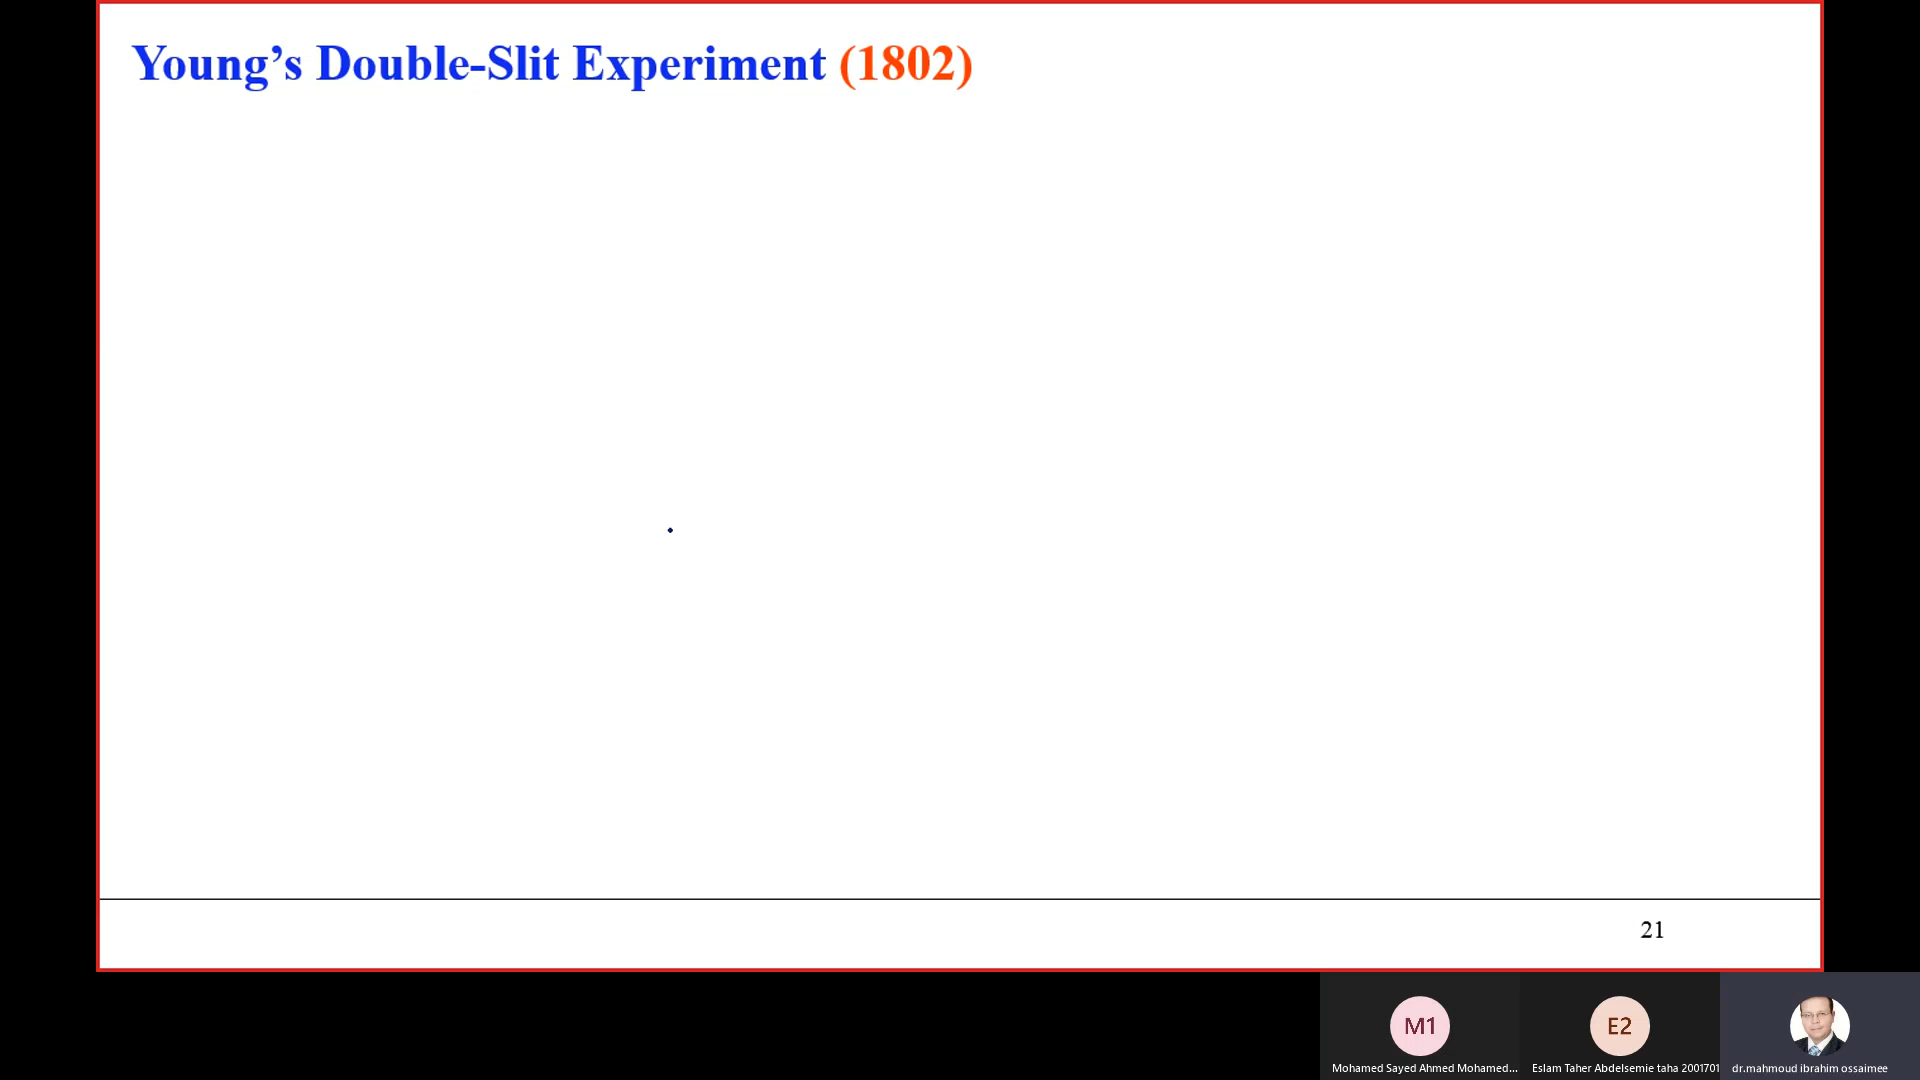 Young’s Double-Slit Experiment (1802)
21
M1
E2
Mohamed Sayed Ahmed Mohamed...
Eslam Taher Abdelsemie taha 2001701
dr.mahmoud ibrahim ossaimee